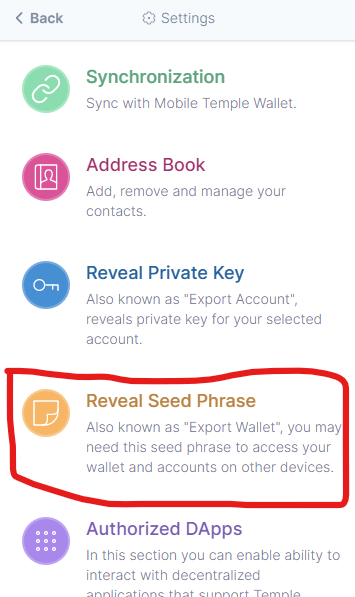 Back
Settings
Synchronization
Sync with Mobile Temple Wallet.
Address Book
Add, remove and manage your
contacts.
Reveal Private Key
Also known as "Export Account",
reveals private key for your selected
account.
Reveal Seed Phrase
Also known as "Export Wallet", you may
need this seed phrase to access your
wallet and accounts on other devices.
Authorized DApps
In this section you can enable ability to
interact with decentralized
applications that support Temple